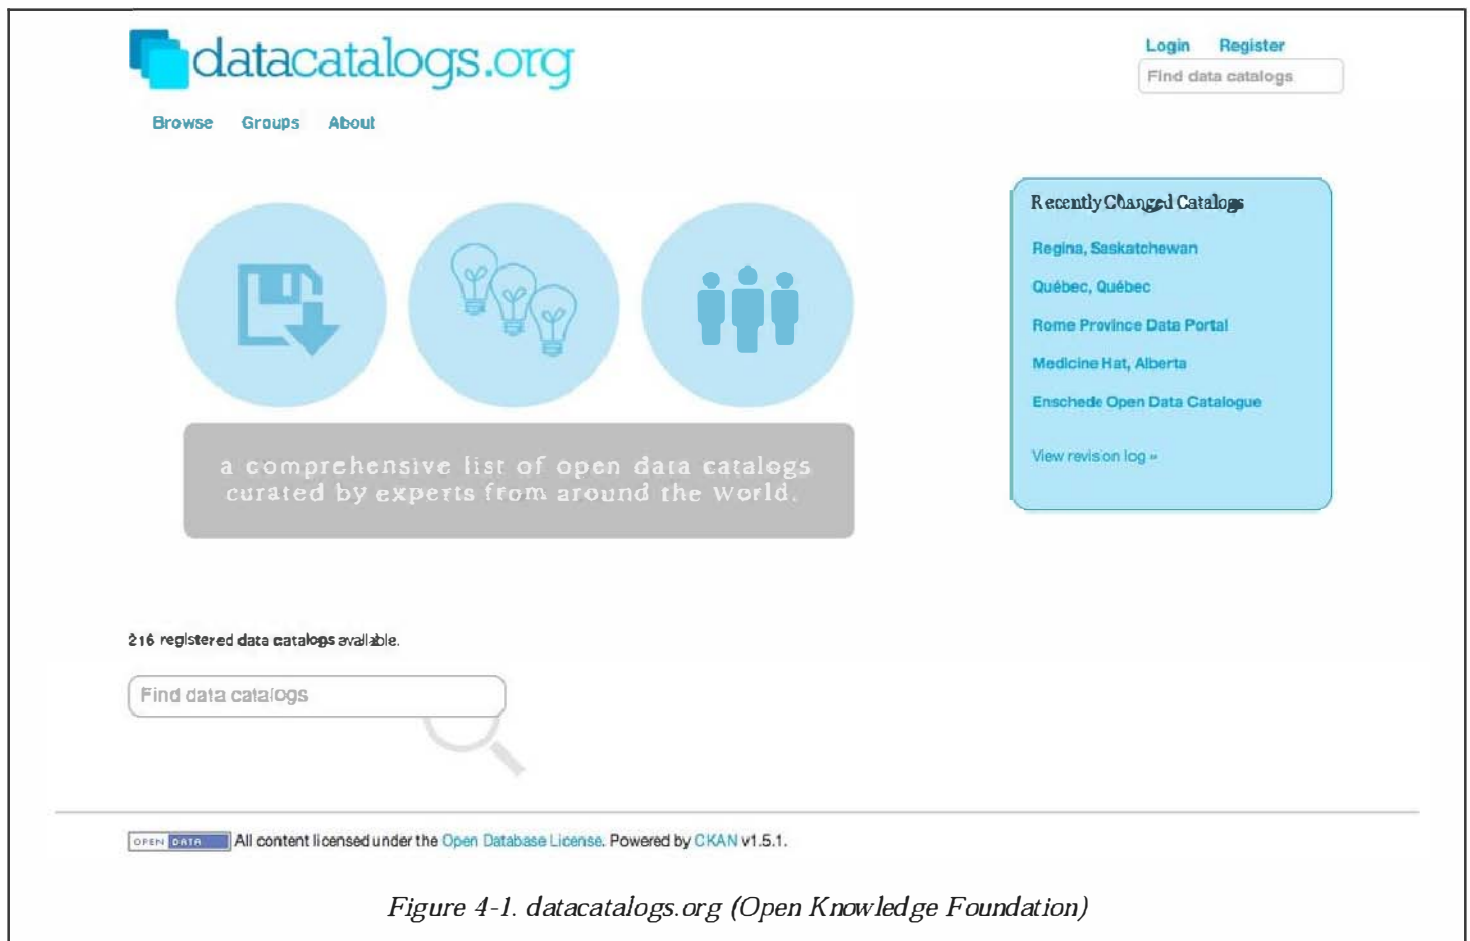 datacatalogs.org
Login Register
Find data catalogs
Browse Groups About
Recently Changed Catalogs
Regina, Saskatchewan
Québec, Québec
Rome Province Data Portal
Medicine Hat, Alberta
Enschede Open Data Catalogue
View revision log »
a comprehensive list of open data catalogs
curated by experts from around the world.
216 registered data catalogs available.
Find data catalogs
OPEN DATA All content licensed under the Open Database License. Powered by CKAN v1.5.1.
Figure 4-1. datacatalogs.org (Open Knowledge Foundation)